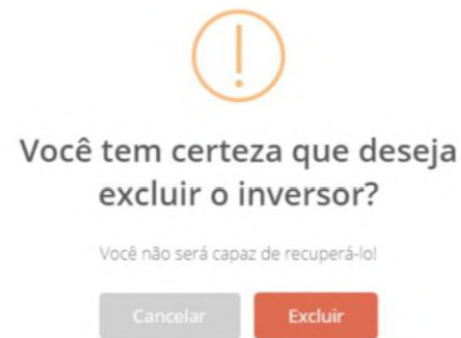 Você tem certeza que deseja
excluir o inversor?
Você não será capaz de recuperá-lo!
Cancelar Excluir